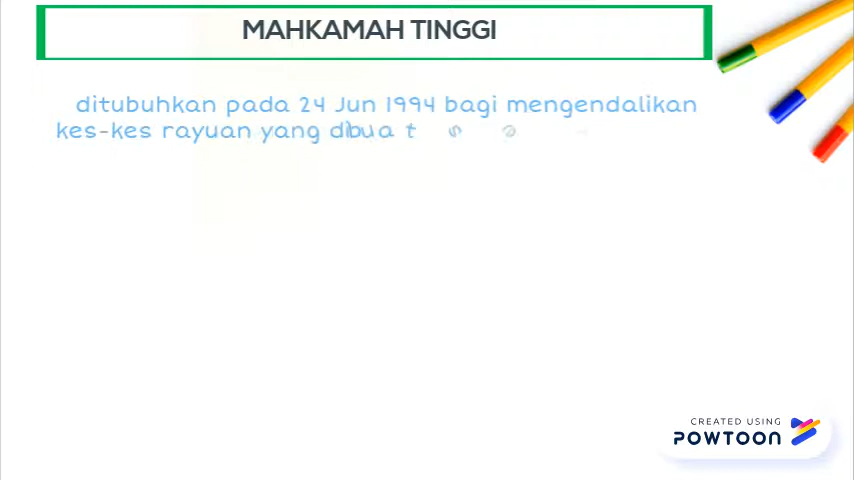 MAHKAMAH TINGGI
ditubuhkan pada 24 Jun 1994 bagi mengendalikan
kes-kes rayuan yang dibuat
CREATED USING
POWTOON